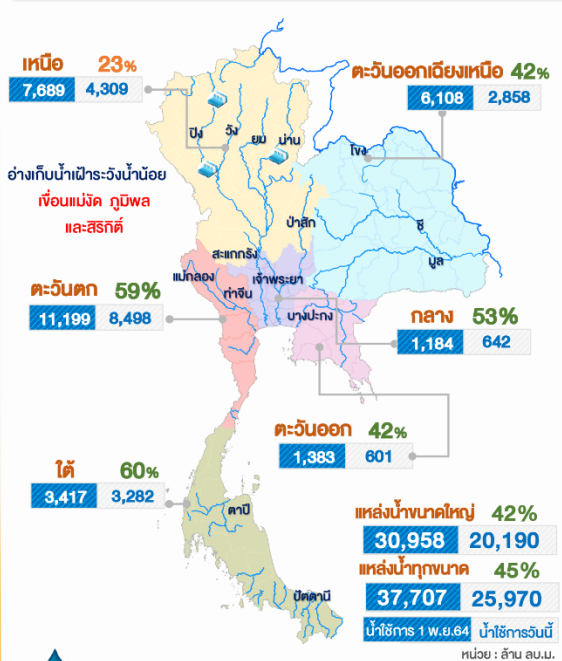 เหนือ 23%
7,689 4,309
ตะวันออกเฉียงเหนือ 42%
6,108 2,858
ปิง
วัง
ยม
น่าน
โขง
อ่างเก็บน้ำเฝ้าระวังน้ำน้อย
เขื่อนแม่งัด ภูมิพล
และสิริกิติ์
ป่าสัก
ชี
มูล
สะแกกรัง
แม่กลอง
เจ้าพระยา
ท่าจีน
บางปะกง
ตะวันตก 59%
11,199 8,498
กลาง 53%
1,184 642
ตะวันออก 42%
1,383 601
ใต้ 60%
3,417 3,282
ตาปี
ปัตตานี
แหล่งน้ำขนาดใหญ่ 42%
30,958 20,190
แหล่งน้ำทุกขนาด 45%
37,707 25,970
น้ำใช้การ 1 พ.ย.64 น้ำใช้การวันนี้
หน่วย : ล้าน ลบ.ม.